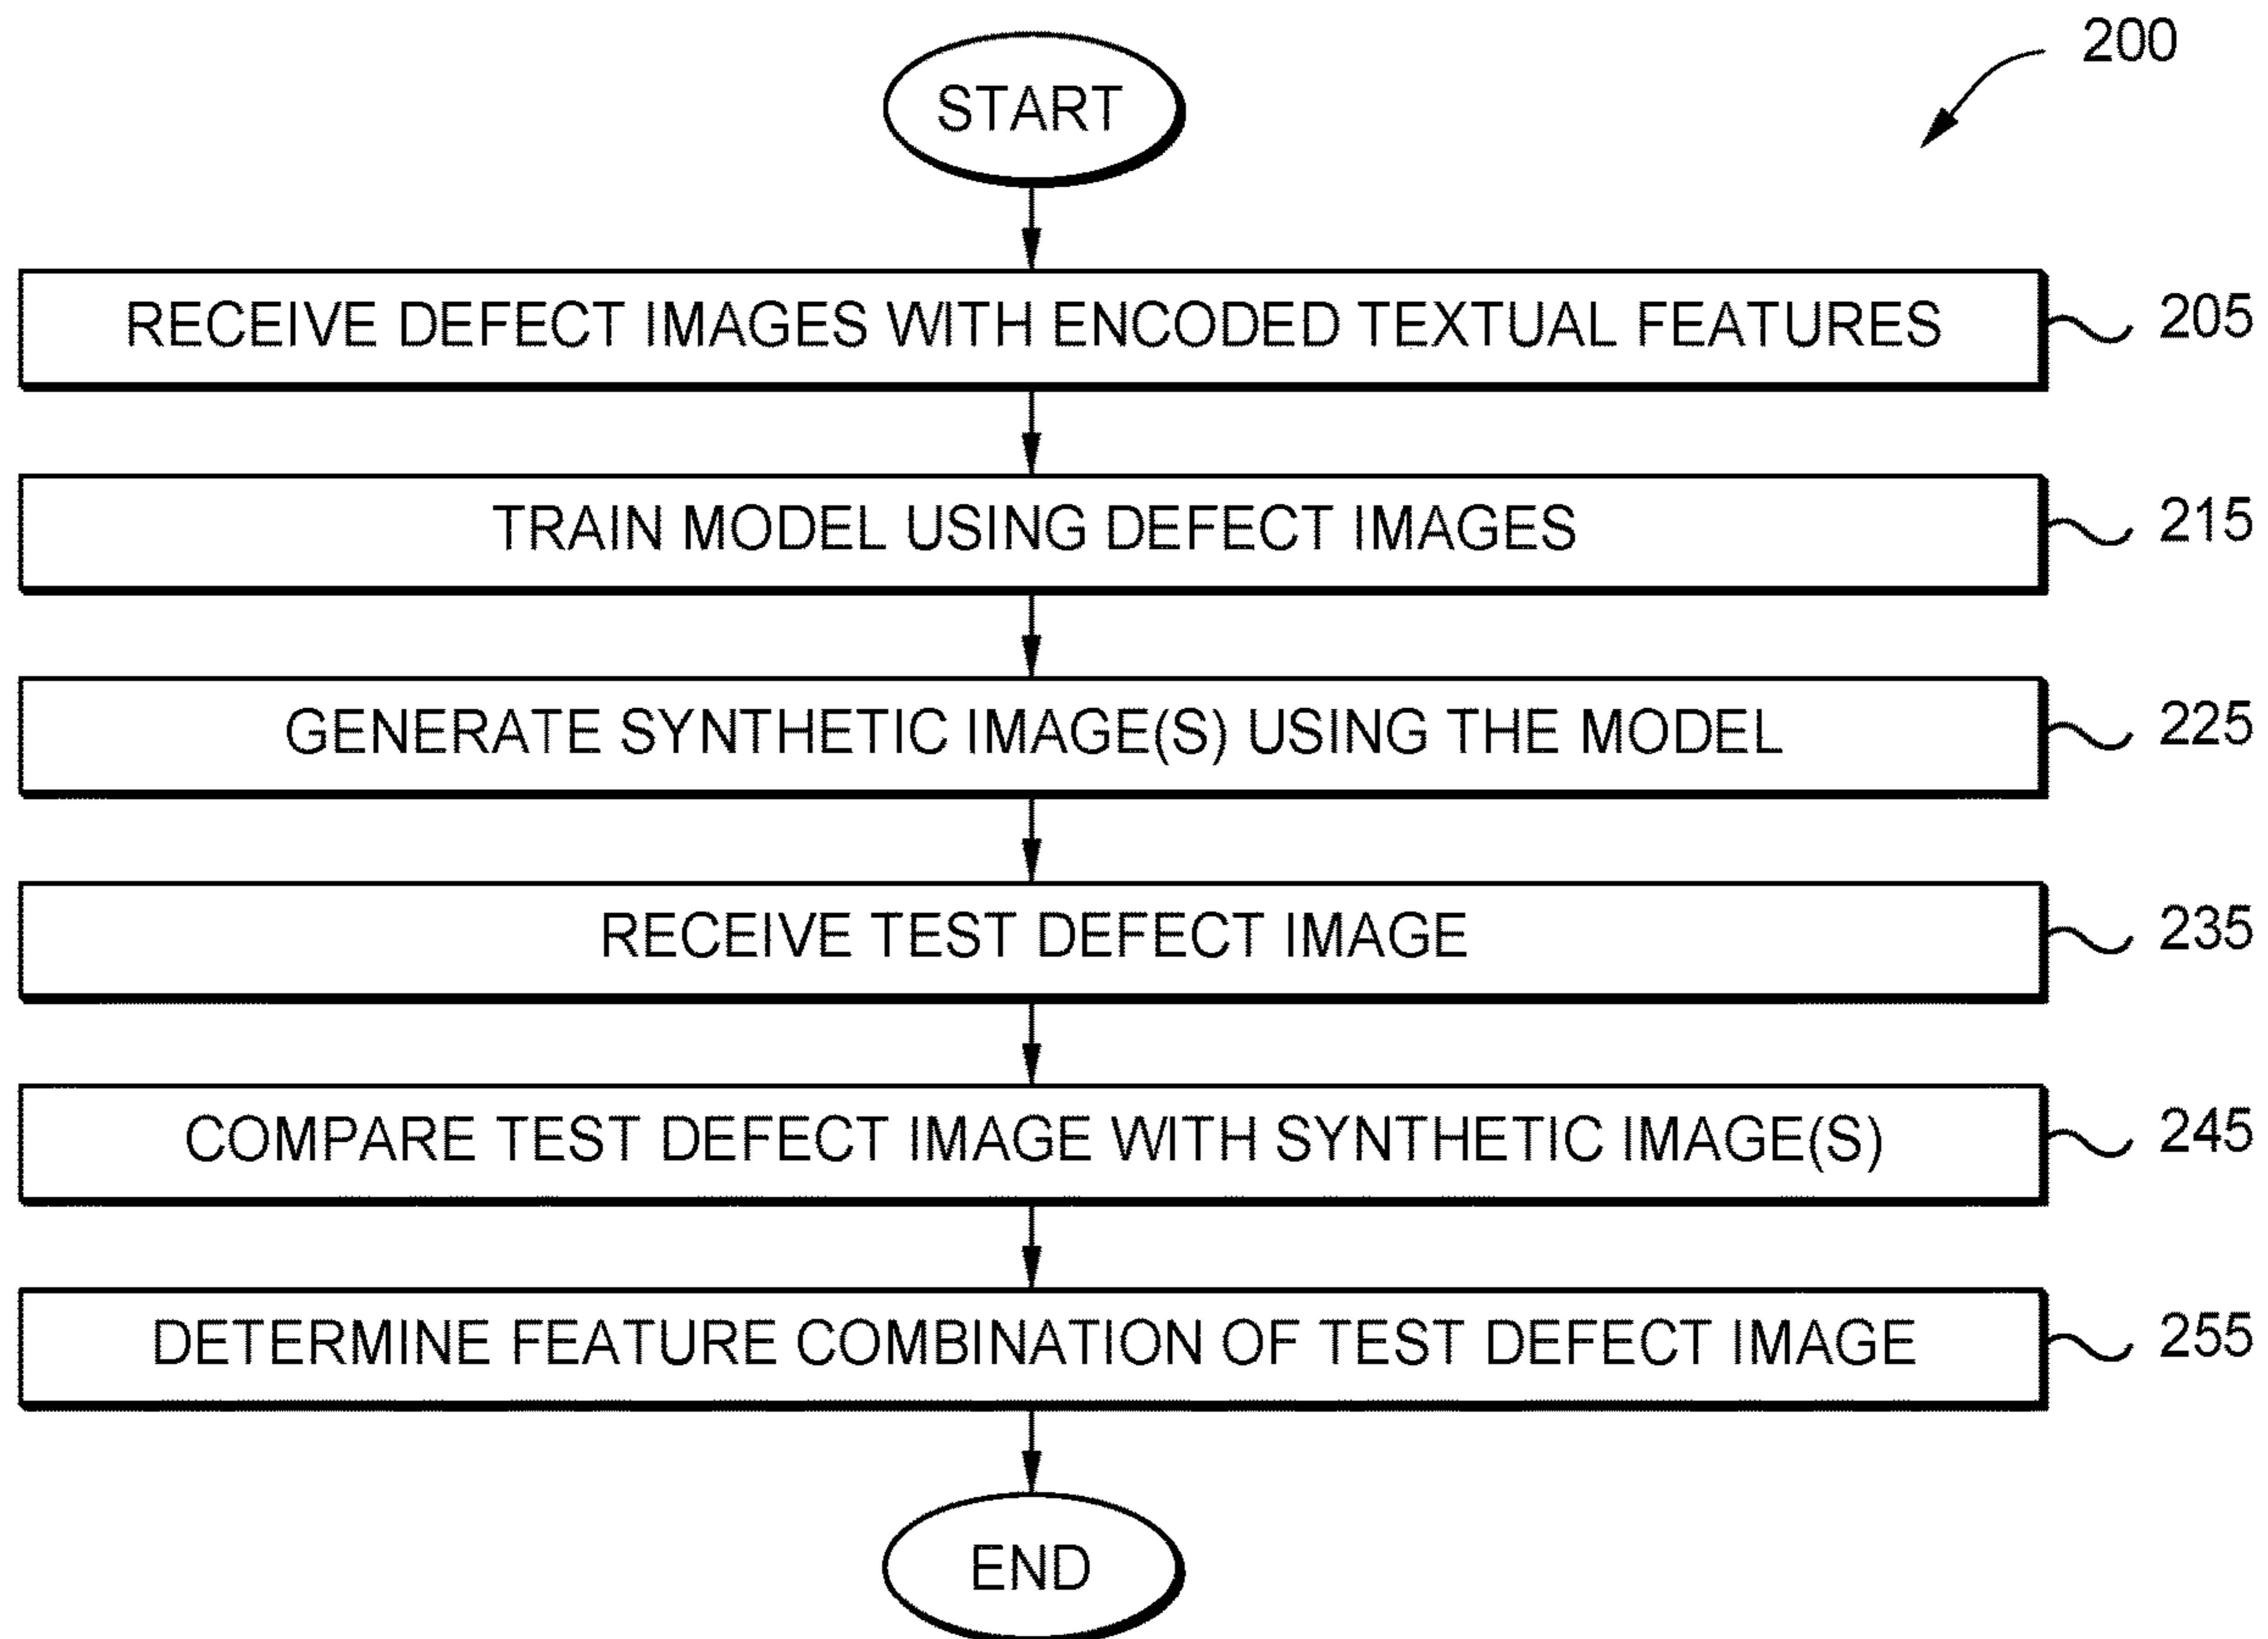 200
START
RECEIVE DEFECT IMAGES WITH ENCODED TEXTUAL FEATURES 205
TRAIN MODEL USING DEFECT IMAGES 215
GENERATE SYNTHETIC IMAGE(S) USING THE MODEL 225
RECEIVE TEST DEFECT IMAGE 235
COMPARE TEST DEFECT IMAGE WITH SYNTHETIC IMAGE(S) 245
DETERMINE FEATURE COMBINATION OF TEST DEFECT IMAGE 255
END